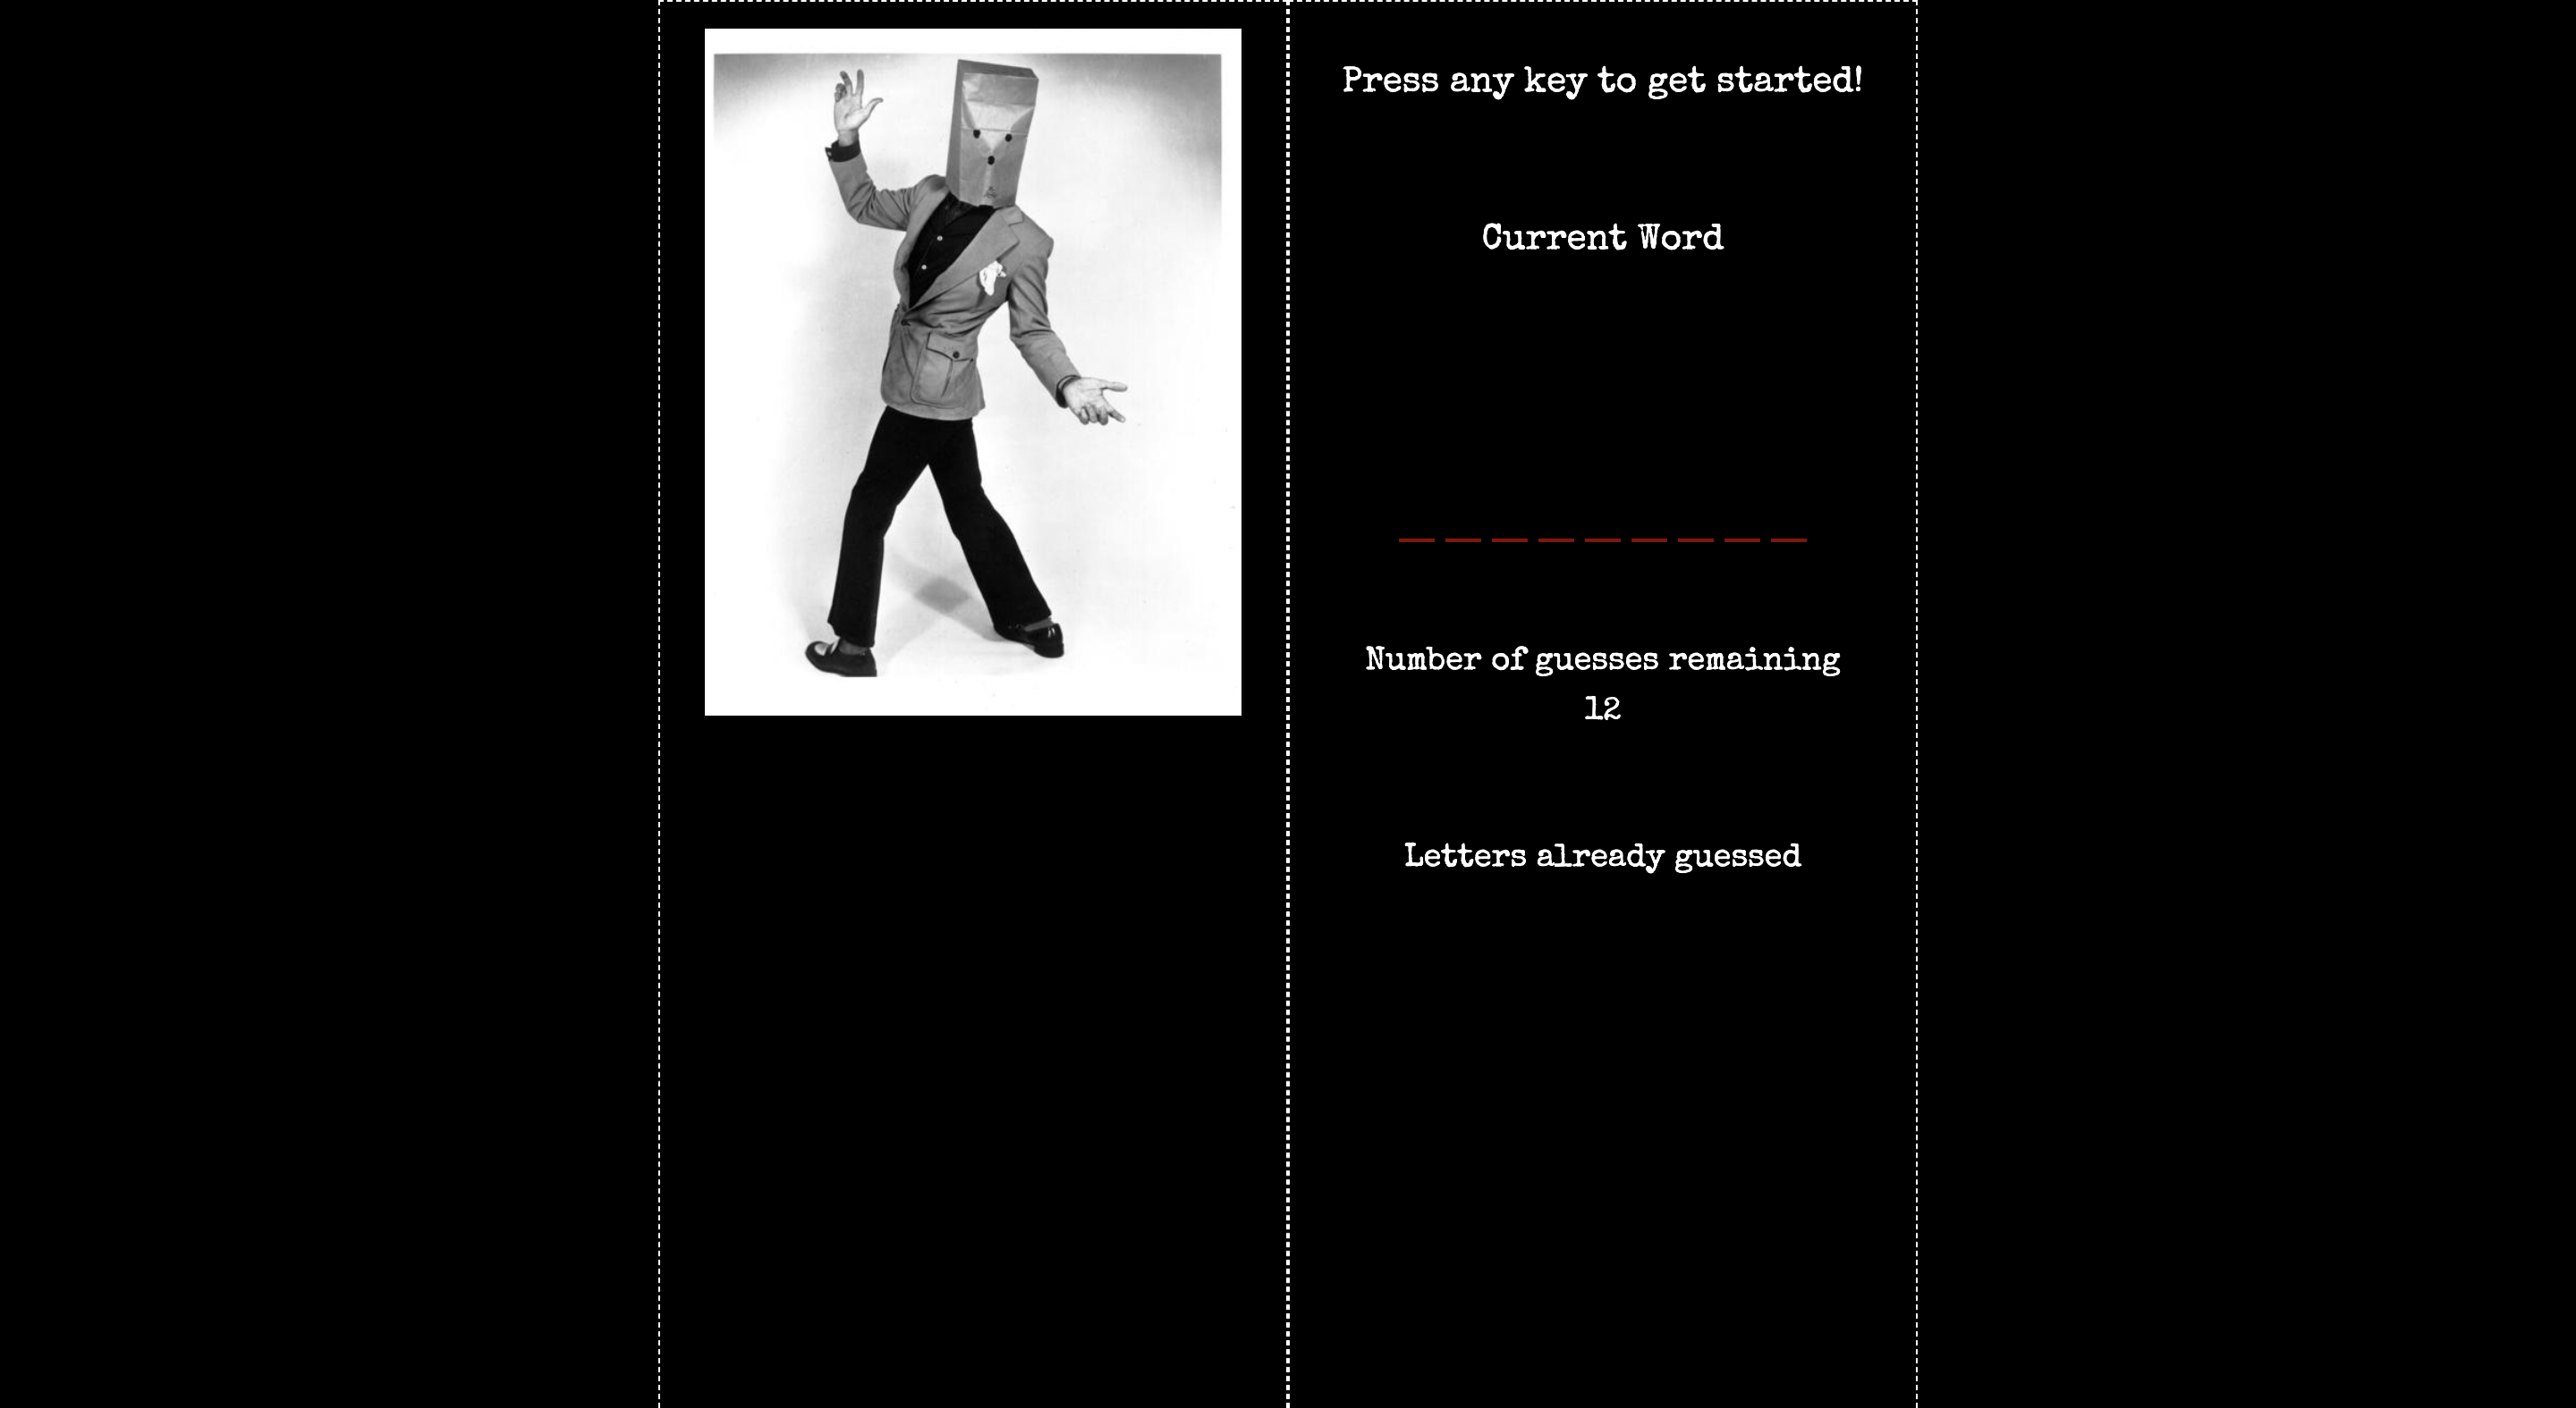 Press any key to get started!
Current Word
_ _ _ _ _ _ _ _ _
Number of guesses remaining
12
Letters already guessed